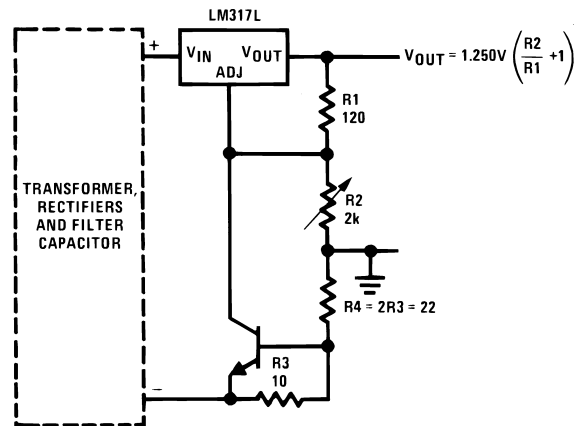 LM317L
+
VIN VOUT
ADJ
VOUT = 1.250V (R2/R1 +1)
R1
120
TRANSFORMER,
RECTIFIERS
AND FILTER
CAPACITOR
R2
2k
R4 = 2R3 = 22
R3
10
−